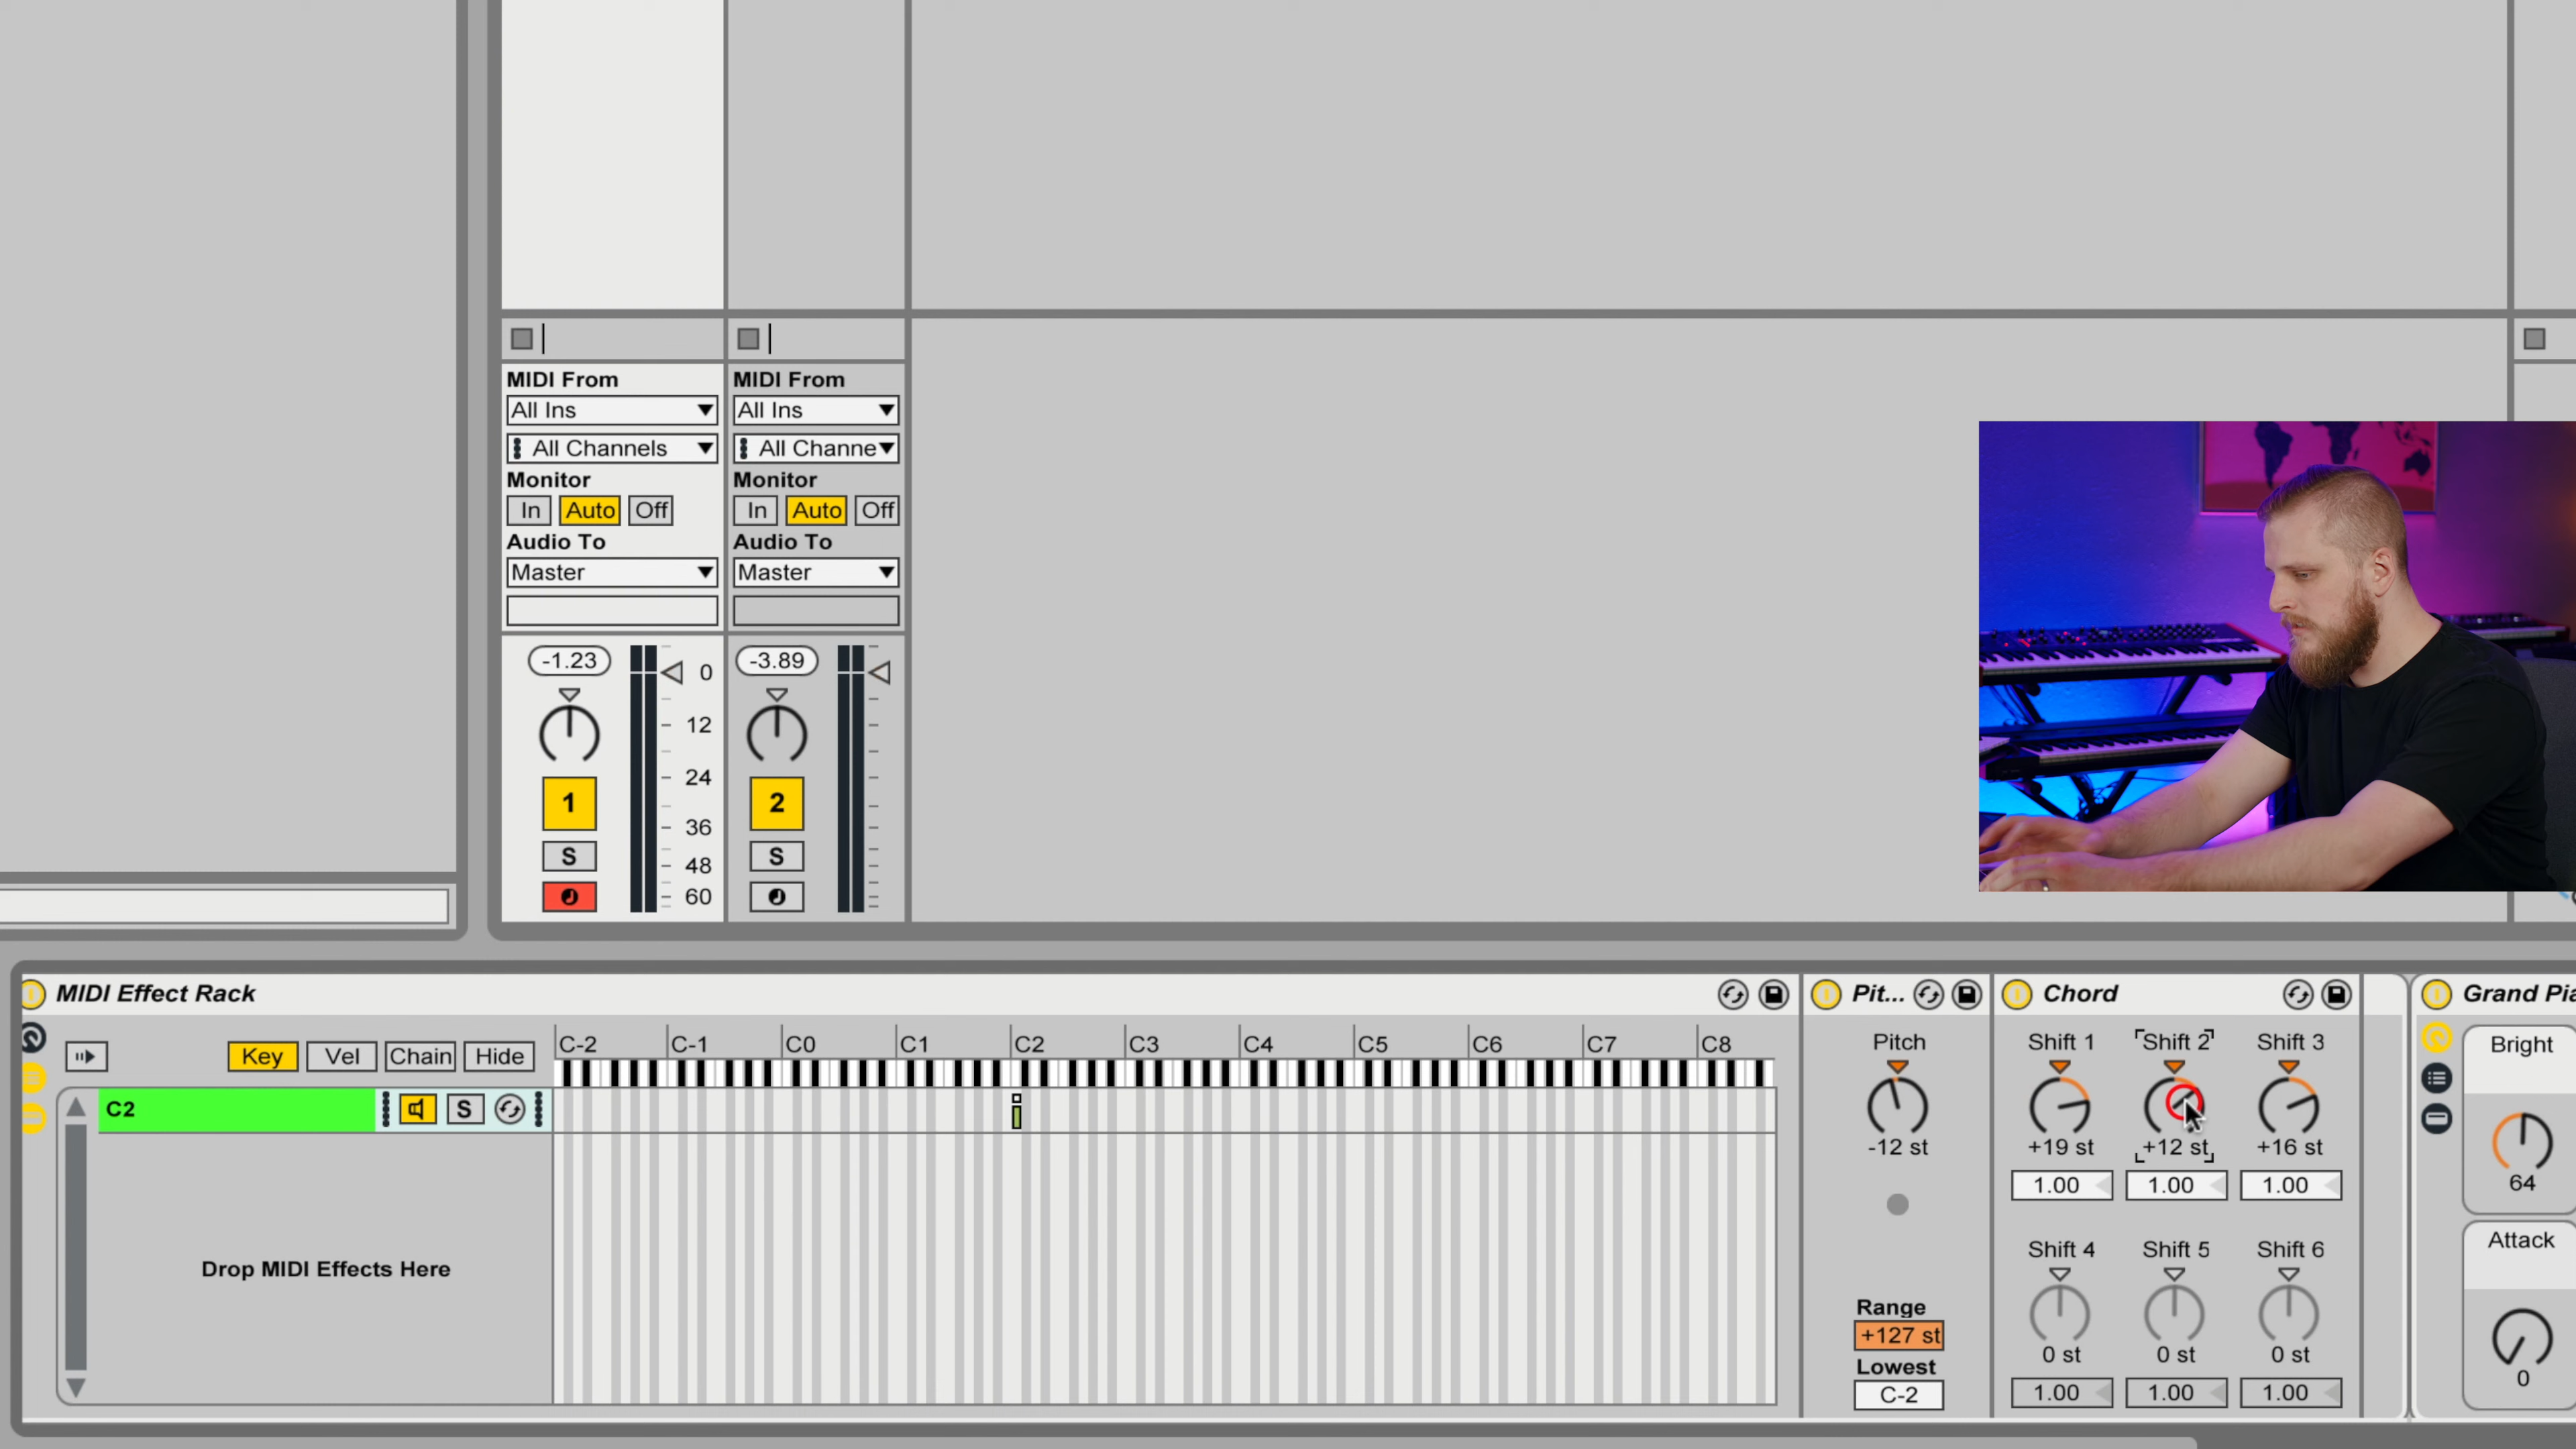 MIDI From
All Ins
All Channels
Monitor
In Auto Off
Audio To
Master
-1.23
0
12
24
36
48
60
1
S
MIDI From
All Ins
All Channe
Monitor
In Auto Off
Audio To
Master
-3.89
2
S
MIDI Effect Rack
Key Vel Chain Hide
C-2 C-1 C0 C1 C2 C3 C4 C5 C6 C7 C8
C2 S
Drop MIDI Effects Here
Pit...
Pitch
-12 st
Range
+127 st
Lowest
C-2
Chord
Shift 1 Shift 2 Shift 3
+19 st +12 st +16 st
1.00 1.00 1.00
Shift 4 Shift 5 Shift 6
0 st 0 st 0 st
1.00 1.00 1.00
Grand Pia
Bright
64
Attack
0